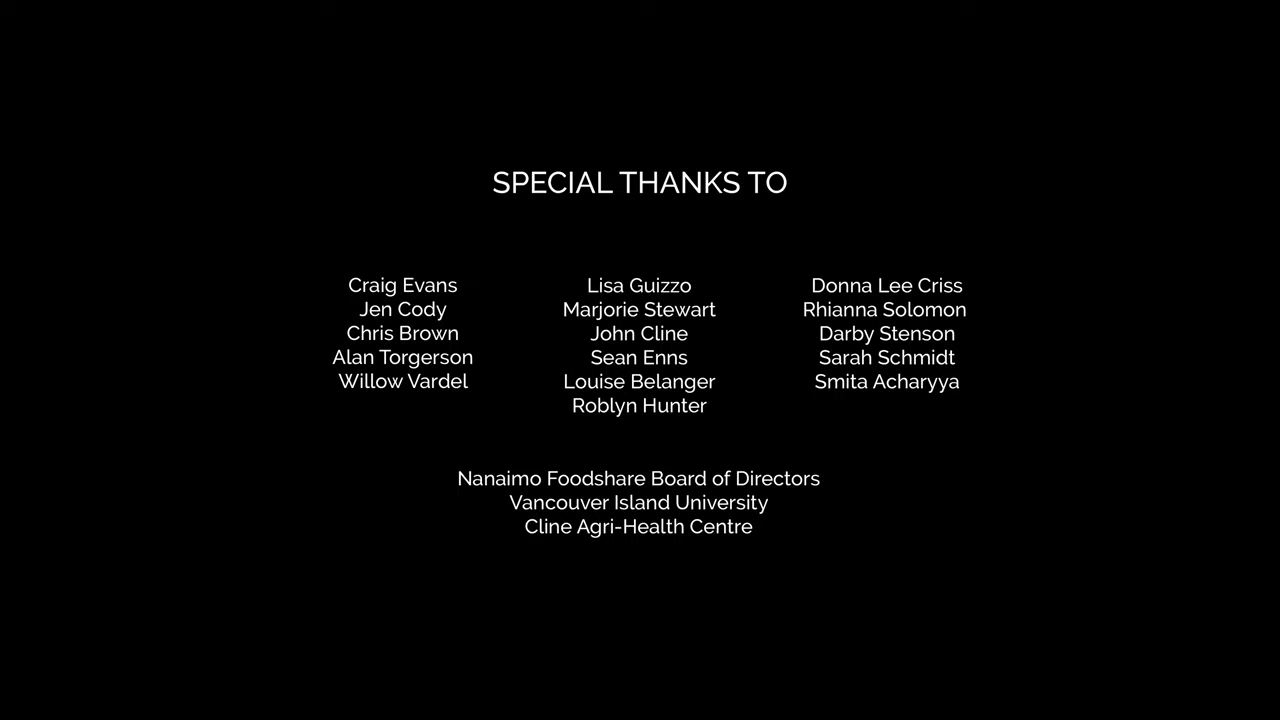 SPECIAL THANKS TO
Craig Evans
Jen Cody
Chris Brown
Alan Torgerson
Willow Vardel
Lisa Guizzo
Marjorie Stewart
John Cline
Sean Enns
Louise Belanger
Roblyn Hunter
Donna Lee Criss
Rhianna Solomon
Darby Stenson
Sarah Schmidt
Smita Acharyya
Nanaimo Foodshare Board of Directors
Vancouver Island University
Cline Agri-Health Centre